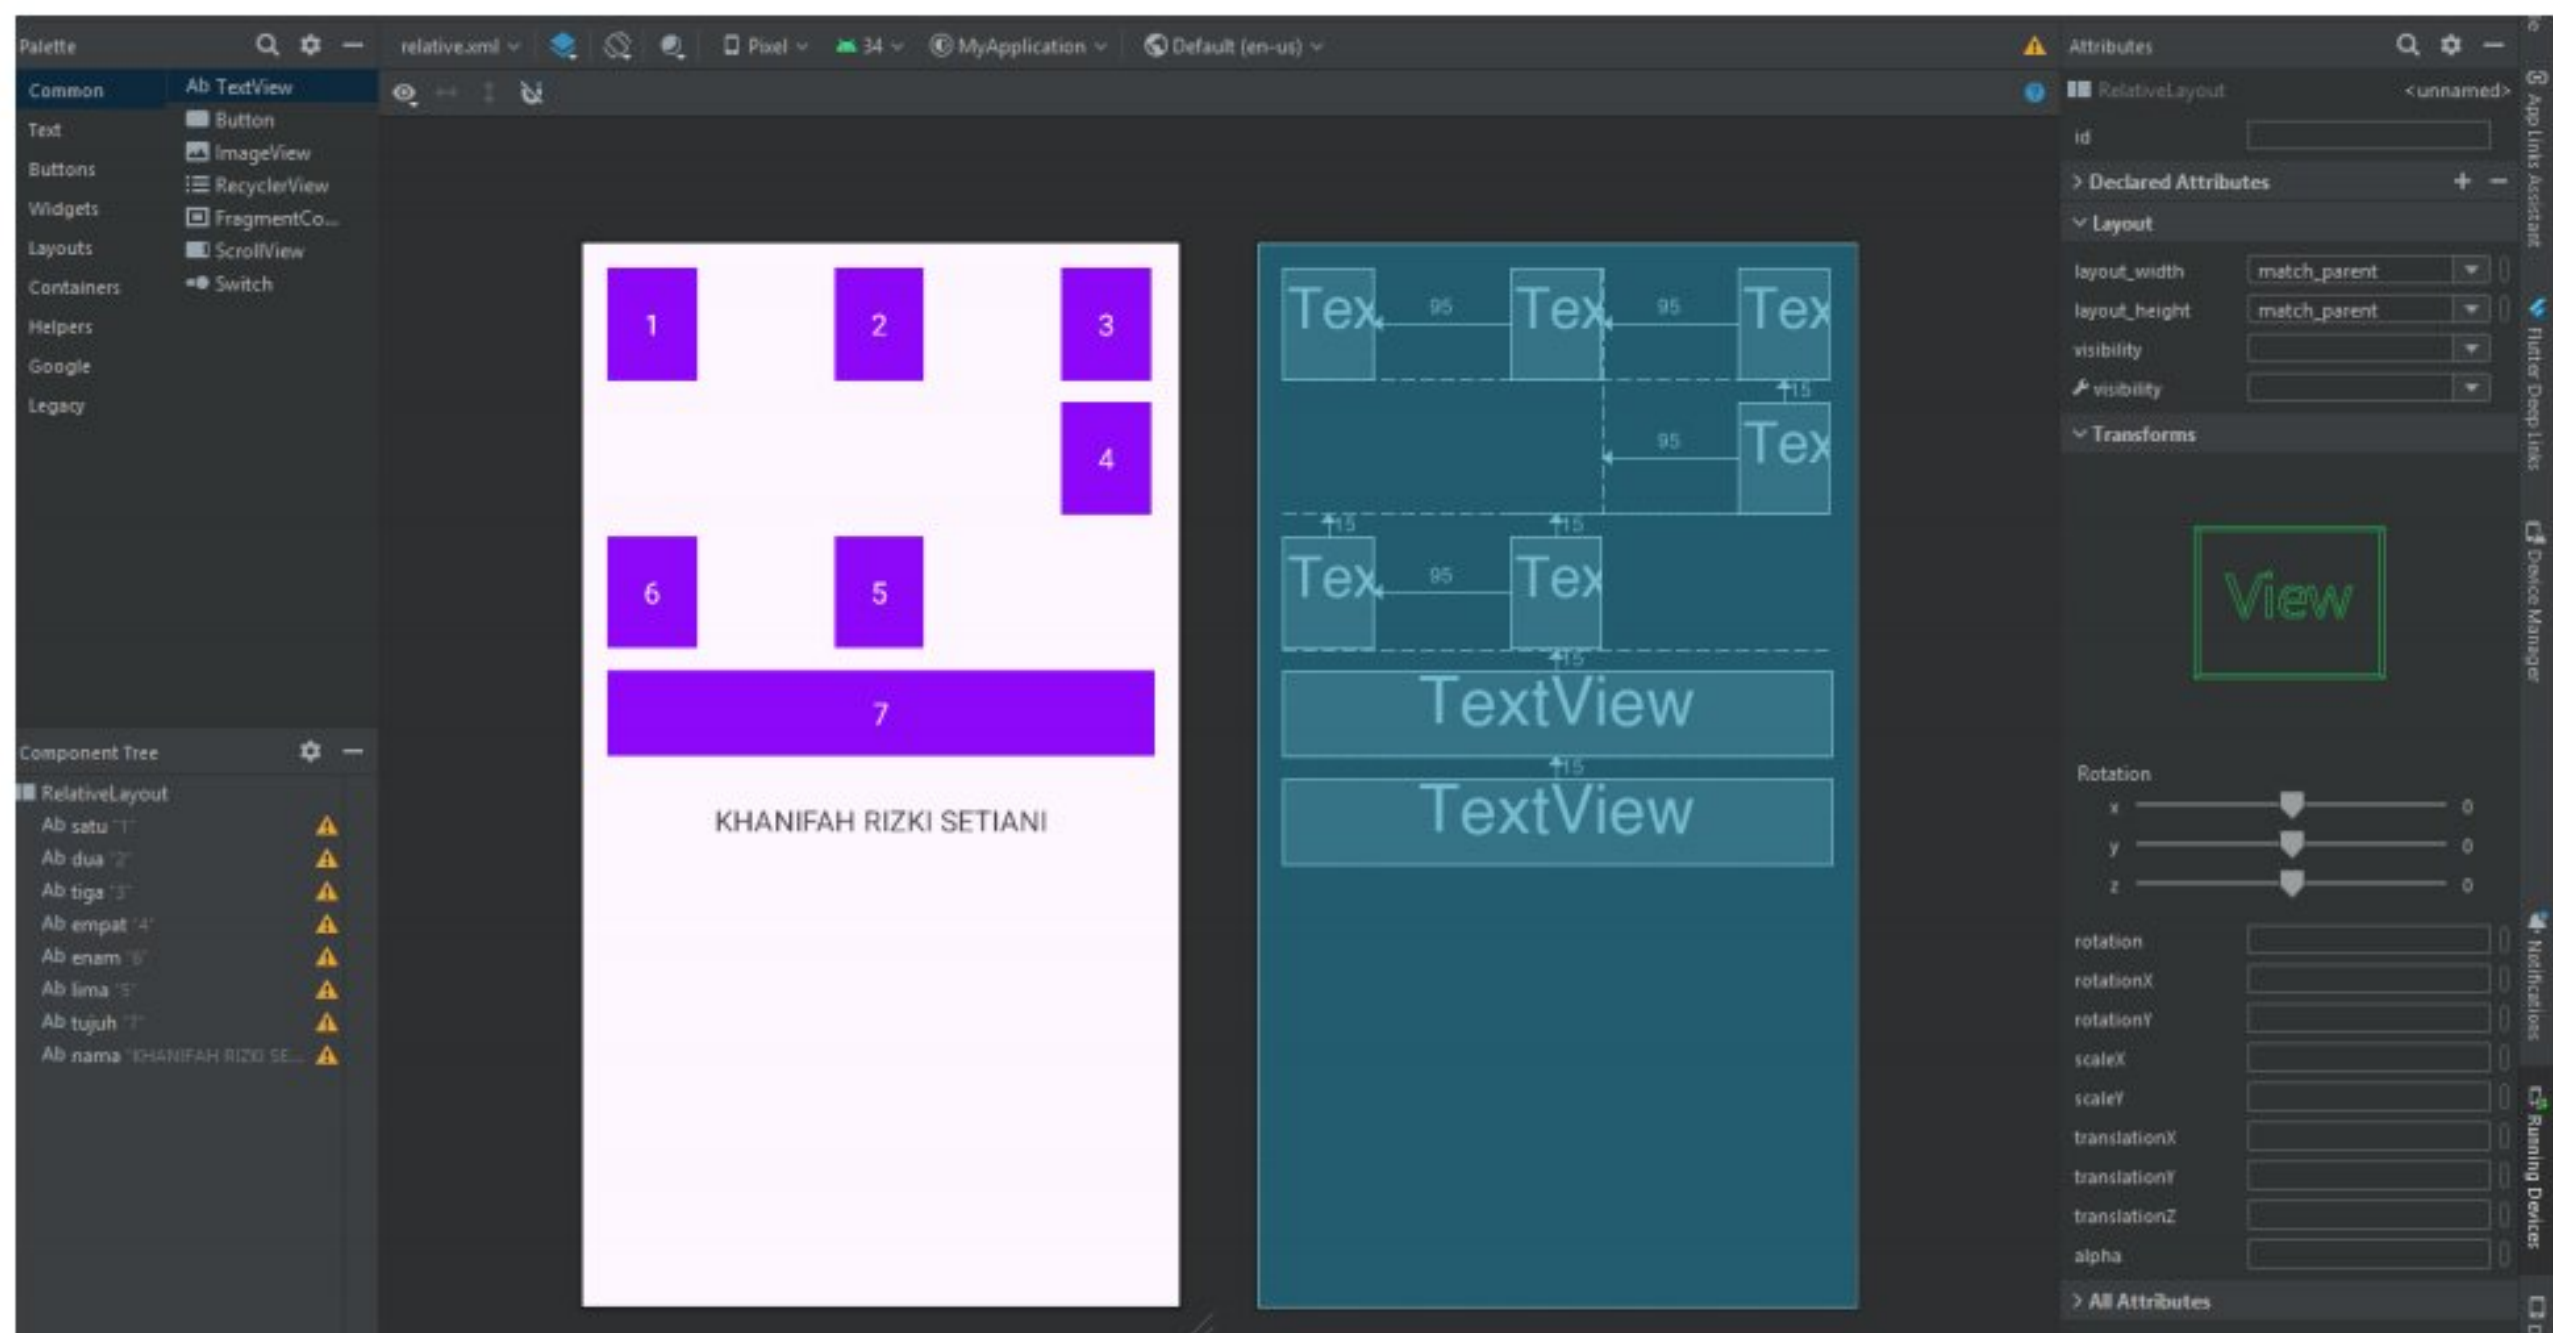 Palette
Common
Text
Buttons
Widgets
Layouts
Containers
Helpers
Google
Legacy
Ab TextView
Button
ImageView
RecyclerView
FragmentCo...
ScrollView
Switch
Component Tree
RelativeLayout
Ab satu "1"
Ab dua "2"
Ab tiga "3"
Ab empat "4"
Ab enam "6"
Ab lima "5"
Ab tujuh "7"
Ab nama "KHANIFAH RIZKI SE...
relative.xml
Pixel
34
MyApplication
Default (en-us)
1
2
3
4
6
5
7
KHANIFAH RIZKI SETIANI
Tex
95
Tex
95
Tex
15
95
Tex
15
15
Tex
95
Tex
15
TextView
15
TextView
Attributes
RelativeLayout
<unnamed>
id
Declared Attributes
Layout
layout_width
match_parent
layout_height
match_parent
visibility
visibility
Transforms
View
Rotation
x
0
y
0
z
0
rotation
rotationX
rotationY
scaleX
scaleY
translationX
translationY
translationZ
alpha
All Attributes
App Links Assistant
Flutter Deep Links
Device Manager
Notifications
Running Devices